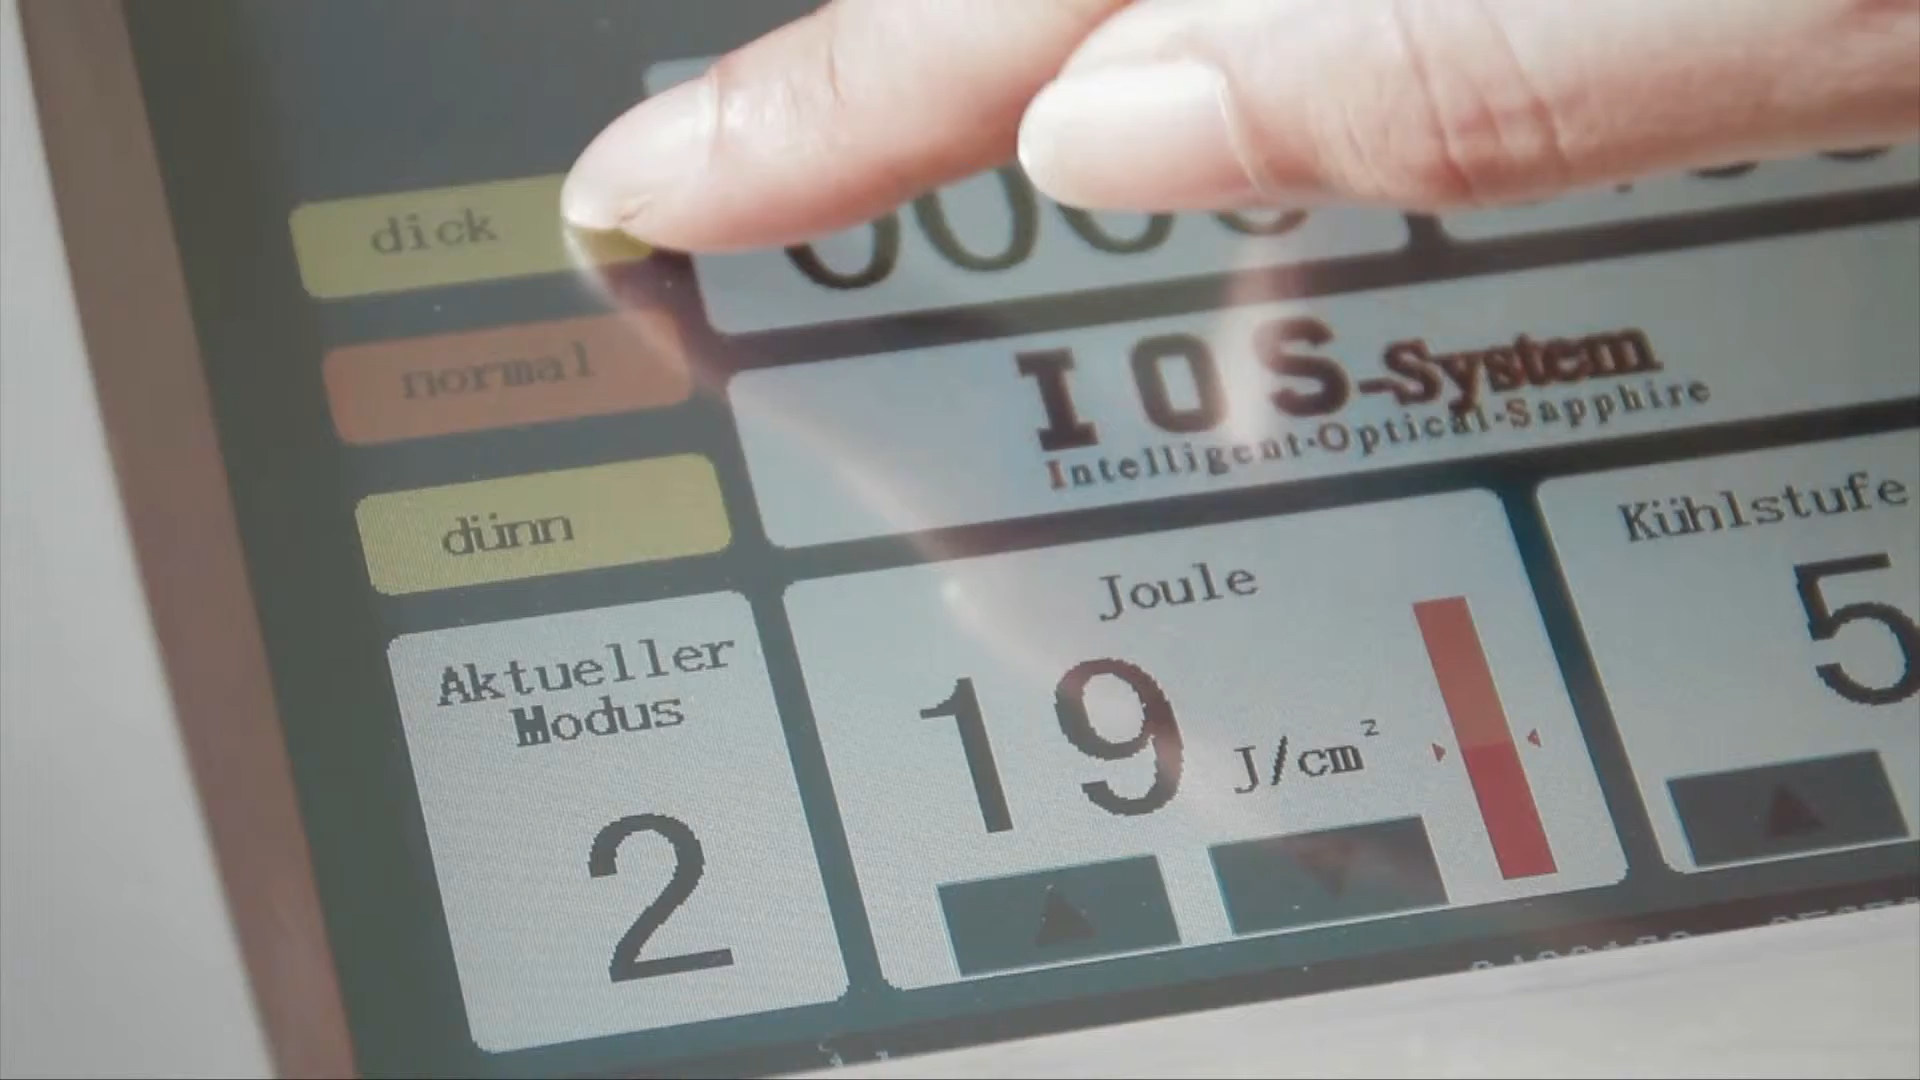 dick
normal
dünn
IOS-System
Intelligent·Optical·Sapphire
Aktueller
Modus
2
Joule
19 J/cm²
Kühlstufe
5